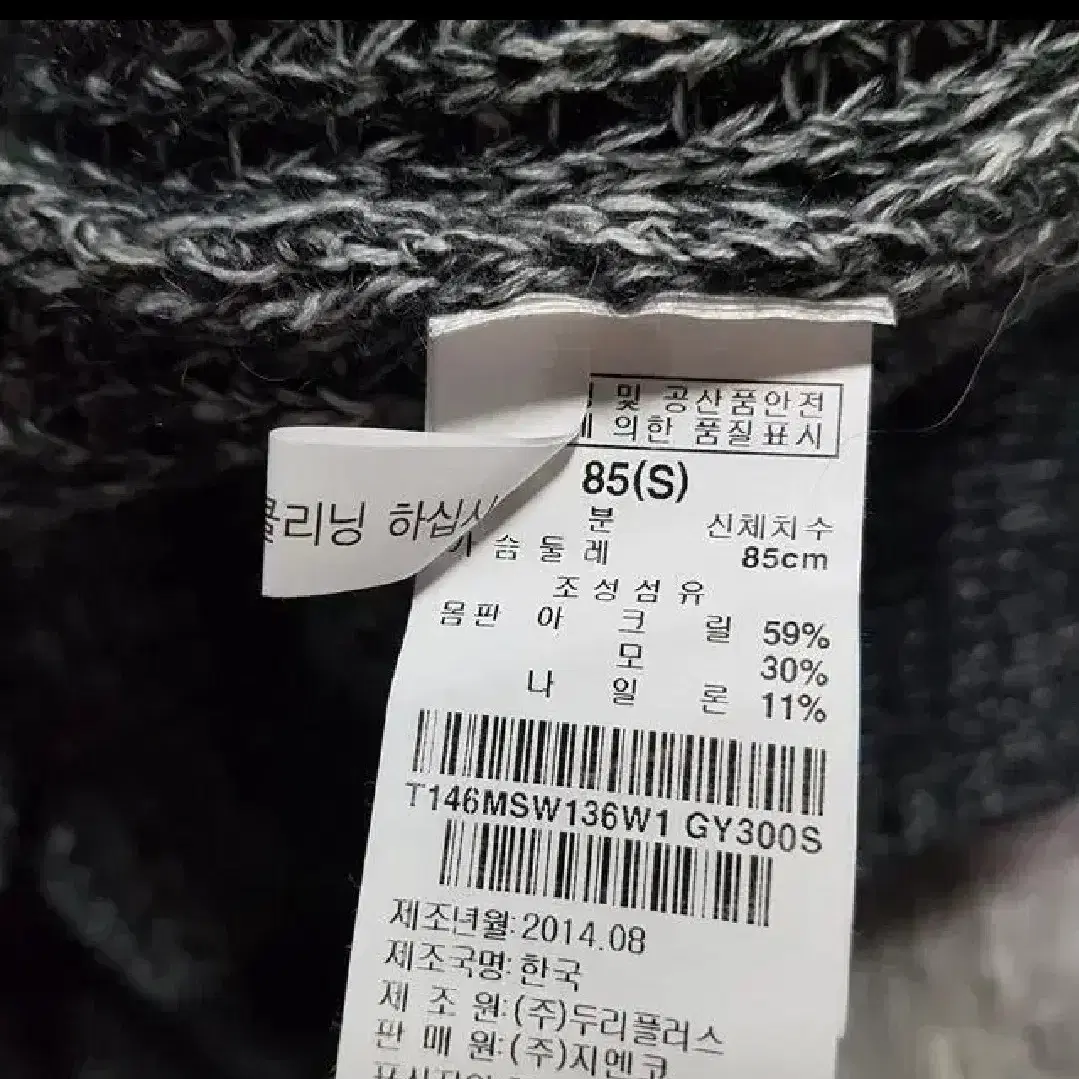 및 공산품안전
의한 품질표시
85(S)
리닝 하십시
분 신체치수
슴둘레 85cm
조성섬유
몸판 아크릴 59%
모 30%
나일론 11%
T146MSW136W1 GY300S
제조년월:2014.08
제조국명:한국
제 조 원:(주)두리플러스
판 매 원:(주)지엔코